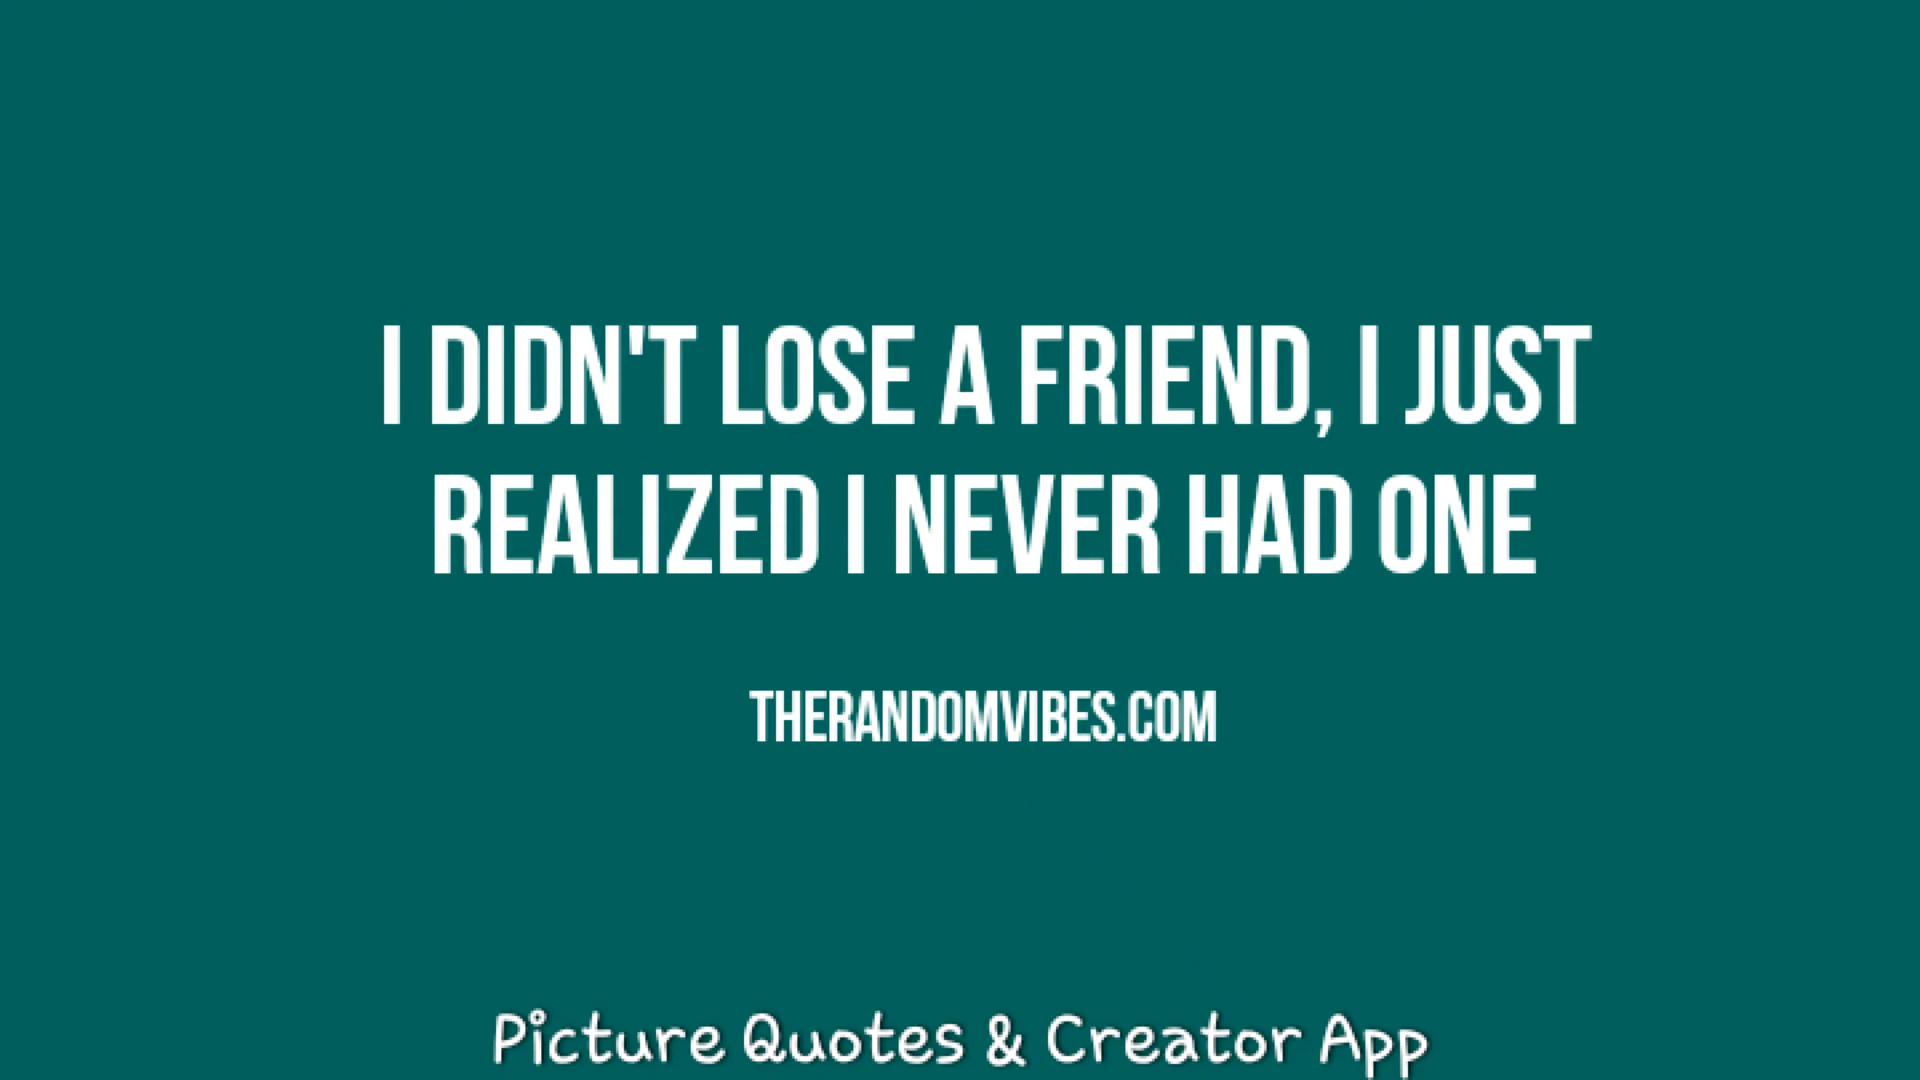 I DIDN'T LOSE A FRIEND, I JUST
REALIZED I NEVER HAD ONE
THERANDOMVIBES.COM
Picture Quotes & Creator App